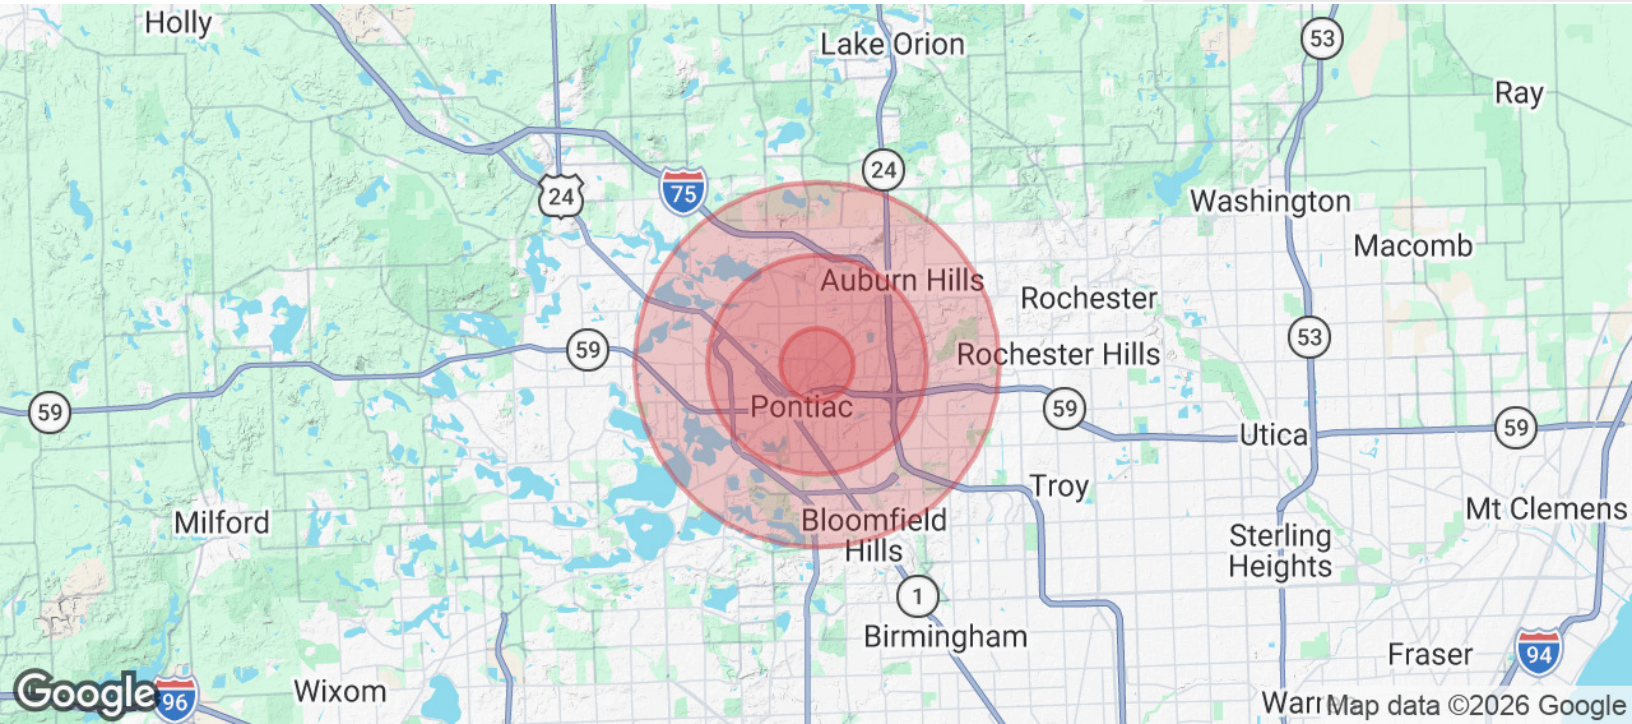 Holly
Lake Orion
53
Ray
24
75
24
Washington
Macomb
Auburn Hills
Rochester
53
59
Rochester Hills
59
Pontiac
59
59
Utica
Troy
Milford
Bloomfield
Hills
Mt Clemens
Sterling
Heights
1
Birmingham
Fraser
94
Google
96
Wixom
Map data ©2026 Google